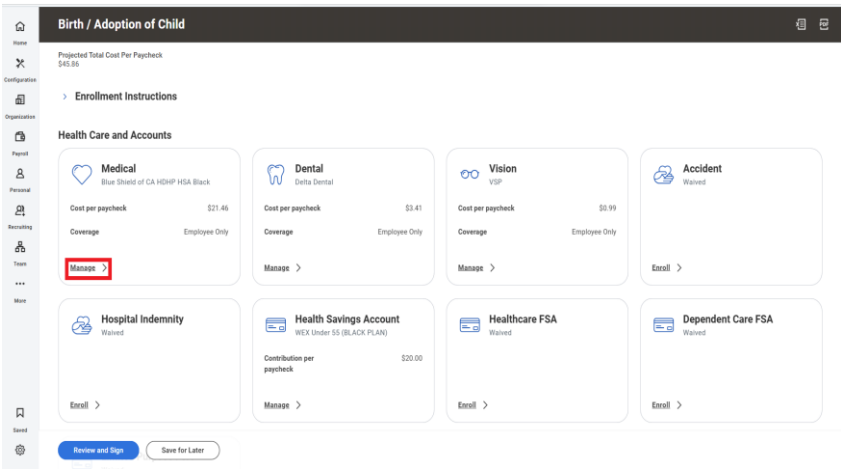 Birth / Adoption of Child
Home
Configuration
Organization
Payroll
Personal
Recruiting
Team
More
Saved
Projected Total Cost Per Paycheck
$45.86
Enrollment Instructions
Health Care and Accounts
Medical
Blue Shield of CA HDHP HSA Black
Cost per paycheck $21.46
Coverage Employee Only
Manage
Dental
Delta Dental
Cost per paycheck $3.41
Coverage Employee Only
Manage
Vision
VSP
Cost per paycheck $0.99
Coverage Employee Only
Manage
Accident
Waived
Enroll
Hospital Indemnity
Waived
Enroll
Health Savings Account
WEX Under 55 (BLACK PLAN)
Contribution per $20.00
paycheck
Manage
Healthcare FSA
Waived
Enroll
Dependent Care FSA
Waived
Enroll
Review and Sign
Save for Later